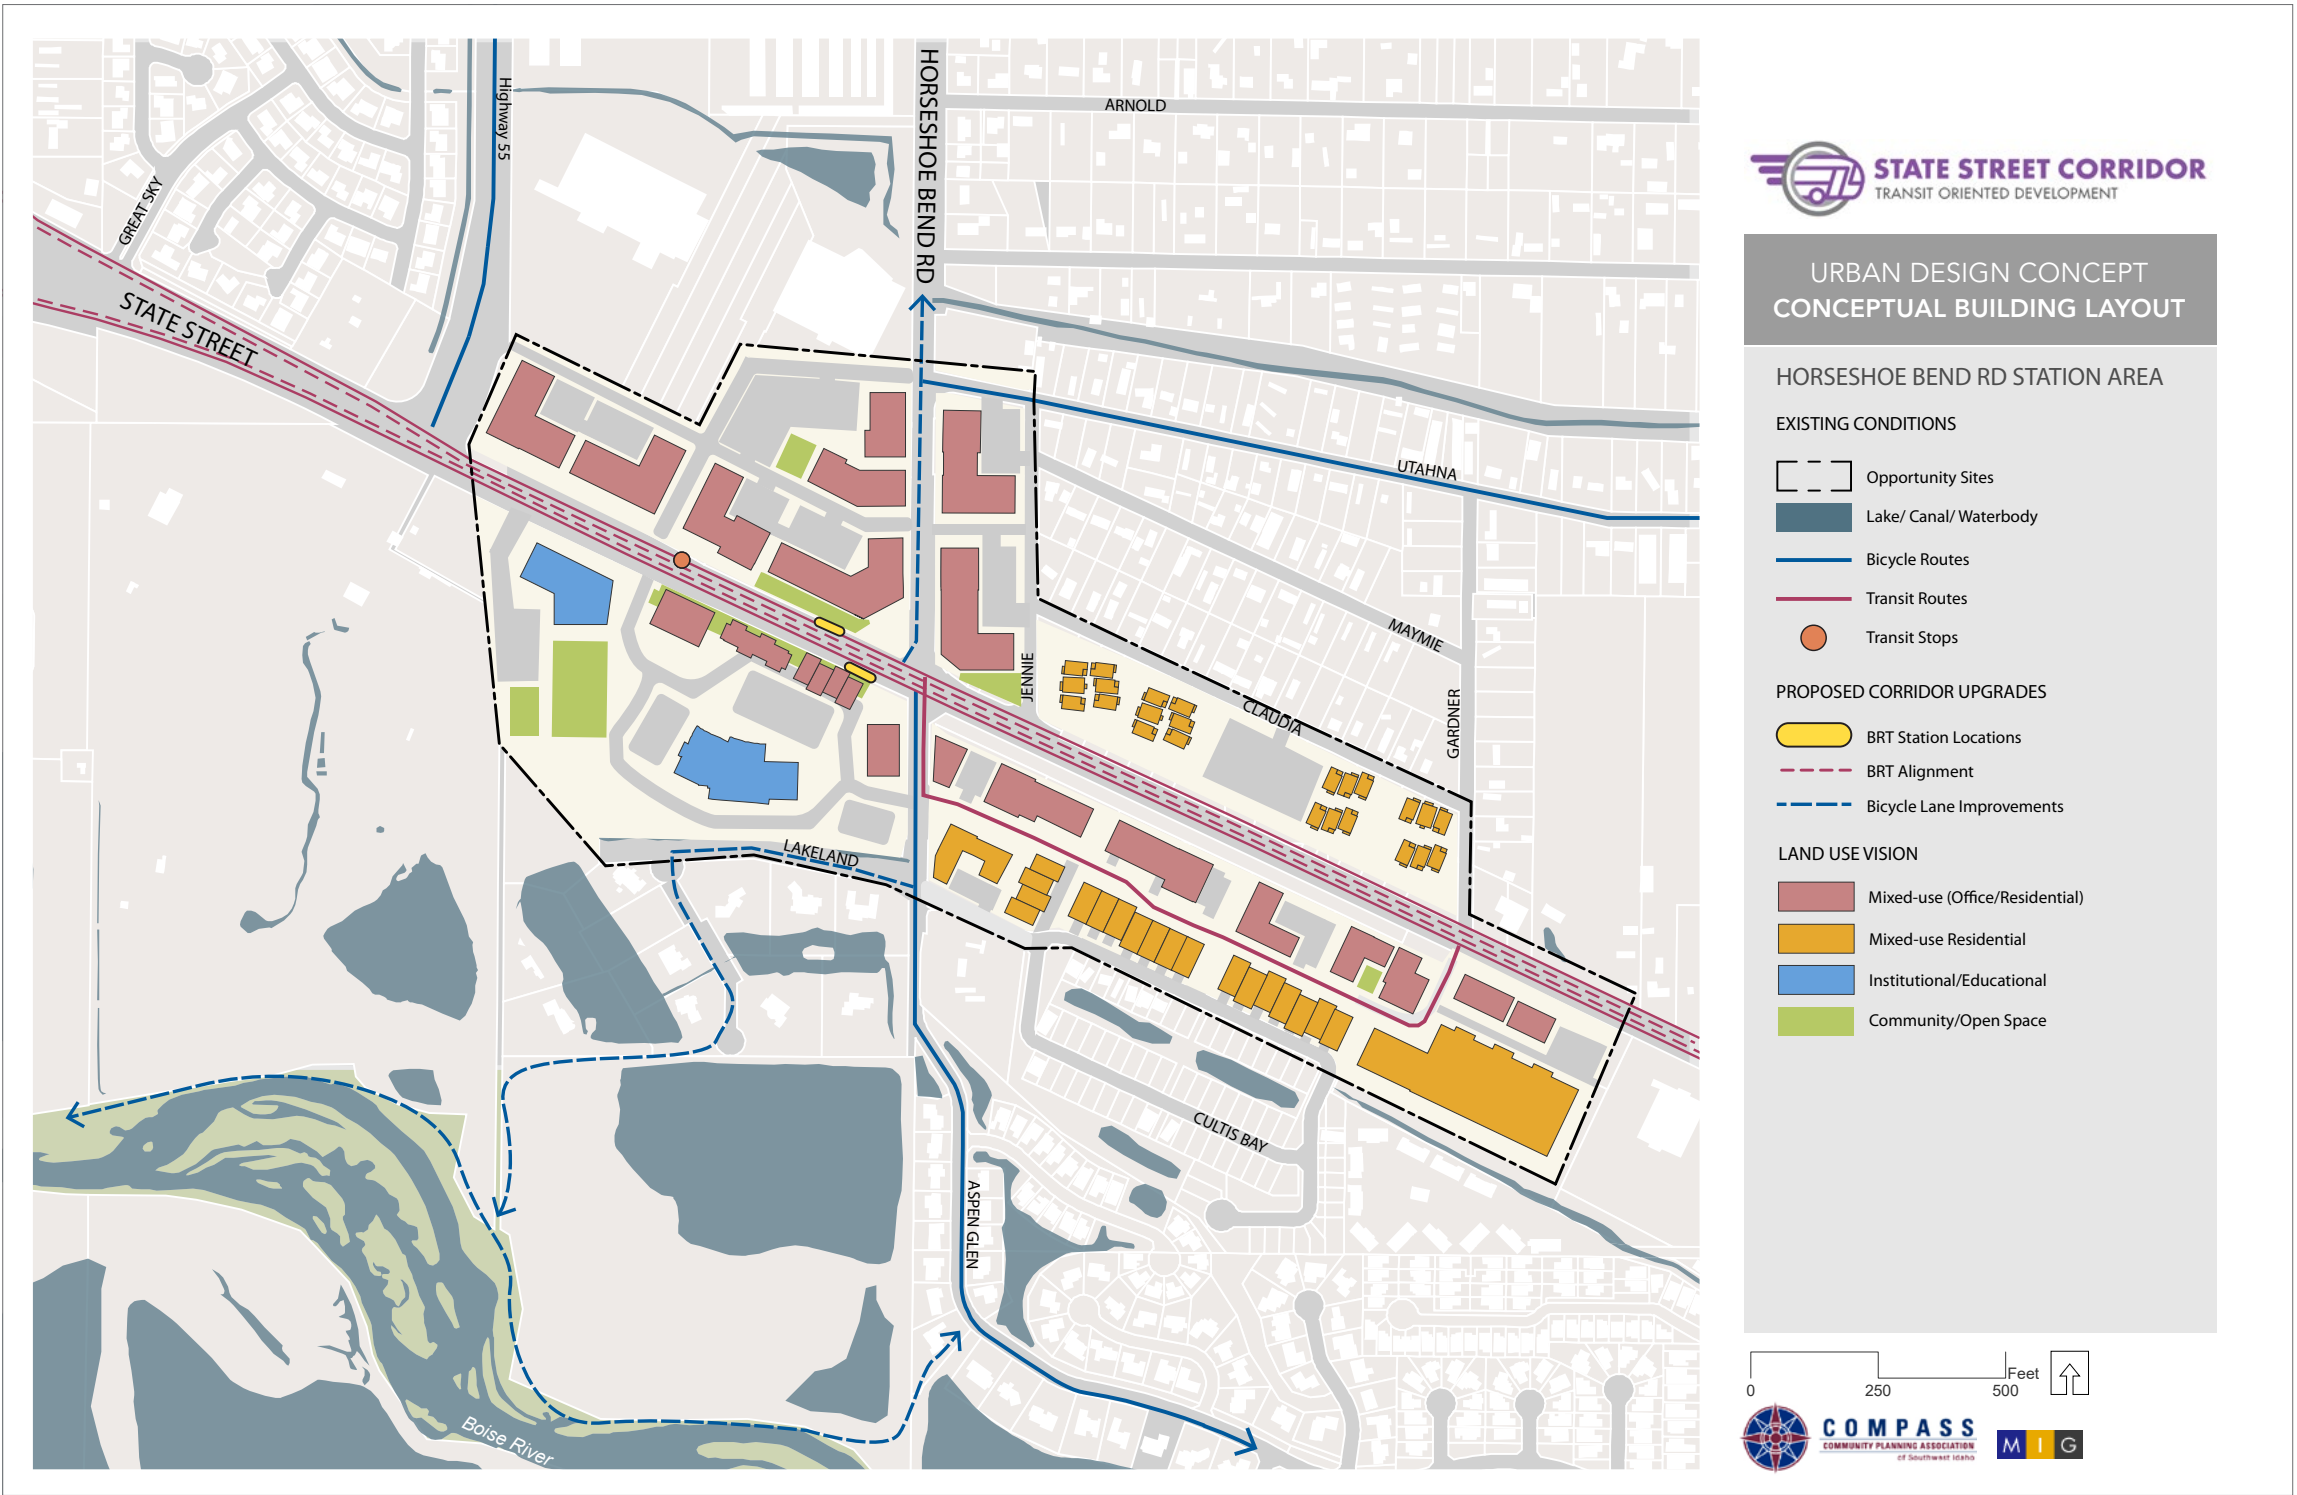 Highway 55
HORSESHOE BEND RD
ARNOLD
GREAT SKY
STATE STREET
UTAHNA
MAYMIE
JENNIE
CLAUDIA
GARDNER
LAKELAND
CULTIS BAY
ASPEN GLEN
Boise River
STATE STREET CORRIDOR
TRANSIT ORIENTED DEVELOPMENT
URBAN DESIGN CONCEPT
CONCEPTUAL BUILDING LAYOUT
HORSESHOE BEND RD STATION AREA
EXISTING CONDITIONS
Opportunity Sites
Lake/ Canal/ Waterbody
Bicycle Routes
Transit Routes
Transit Stops
PROPOSED CORRIDOR UPGRADES
BRT Station Locations
BRT Alignment
Bicycle Lane Improvements
LAND USE VISION
Mixed-use (Office/Residential)
Mixed-use Residential
Institutional/Educational
Community/Open Space
Feet
0 250 500
COMPASS
COMMUNITY PLANNING ASSOCIATION
of Southwest Idaho
M I G